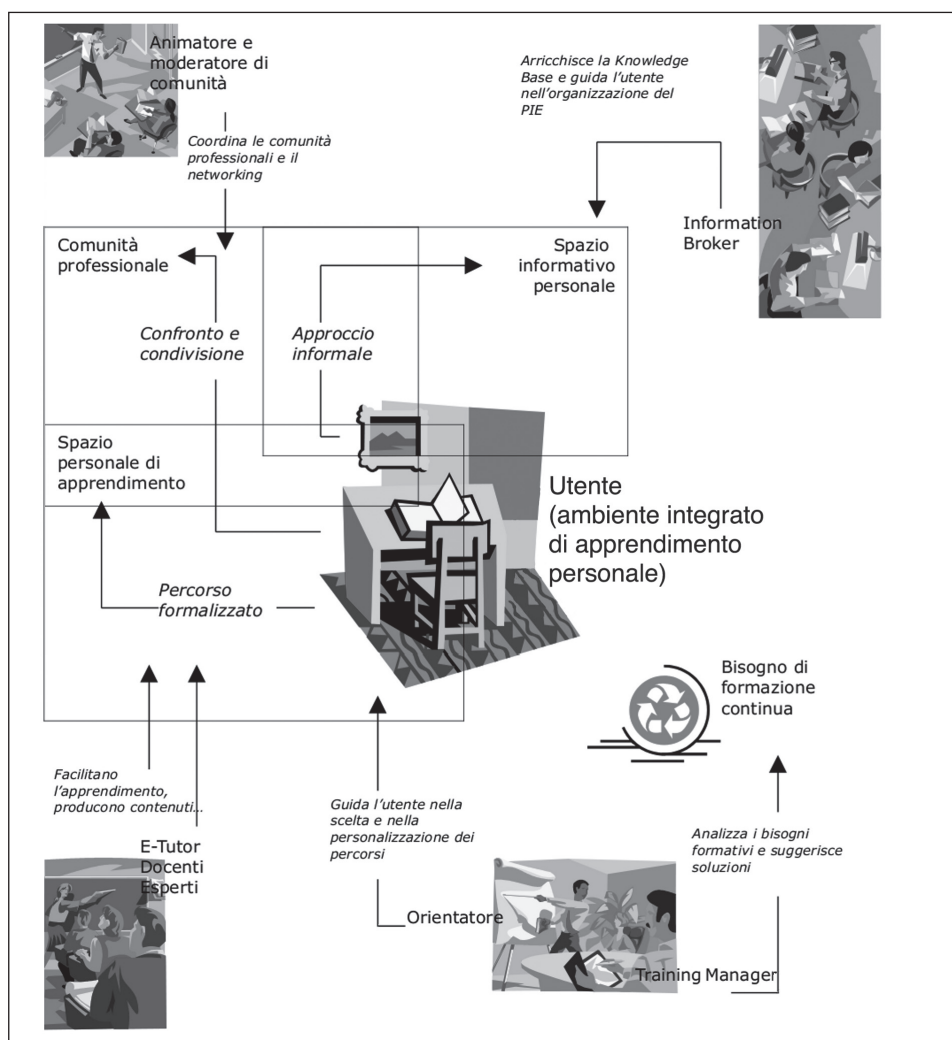 Animatore e
moderatore di
comunità
Arricchisce la Knowledge
Base e guida l'utente
nell'organizzazione del
PIE
Coordina le comunità
professionali e il
networking
Information
Broker
Comunità
professionale
Spazio
informativo
personale
Confronto e
condivisione
Approccio
informale
Spazio
personale di
apprendimento
Utente
(ambiente integrato
di apprendimento
personale)
Percorso
formalizzato
Bisogno di
formazione
continua
Facilitano
l'apprendimento,
producono contenuti...
Guida l'utente nella
scelta e nella
personalizzazione dei
percorsi
Analizza i bisogni
formativi e suggerisce
soluzioni
E-Tutor
Docenti
Esperti
Orientatore
Training Manager